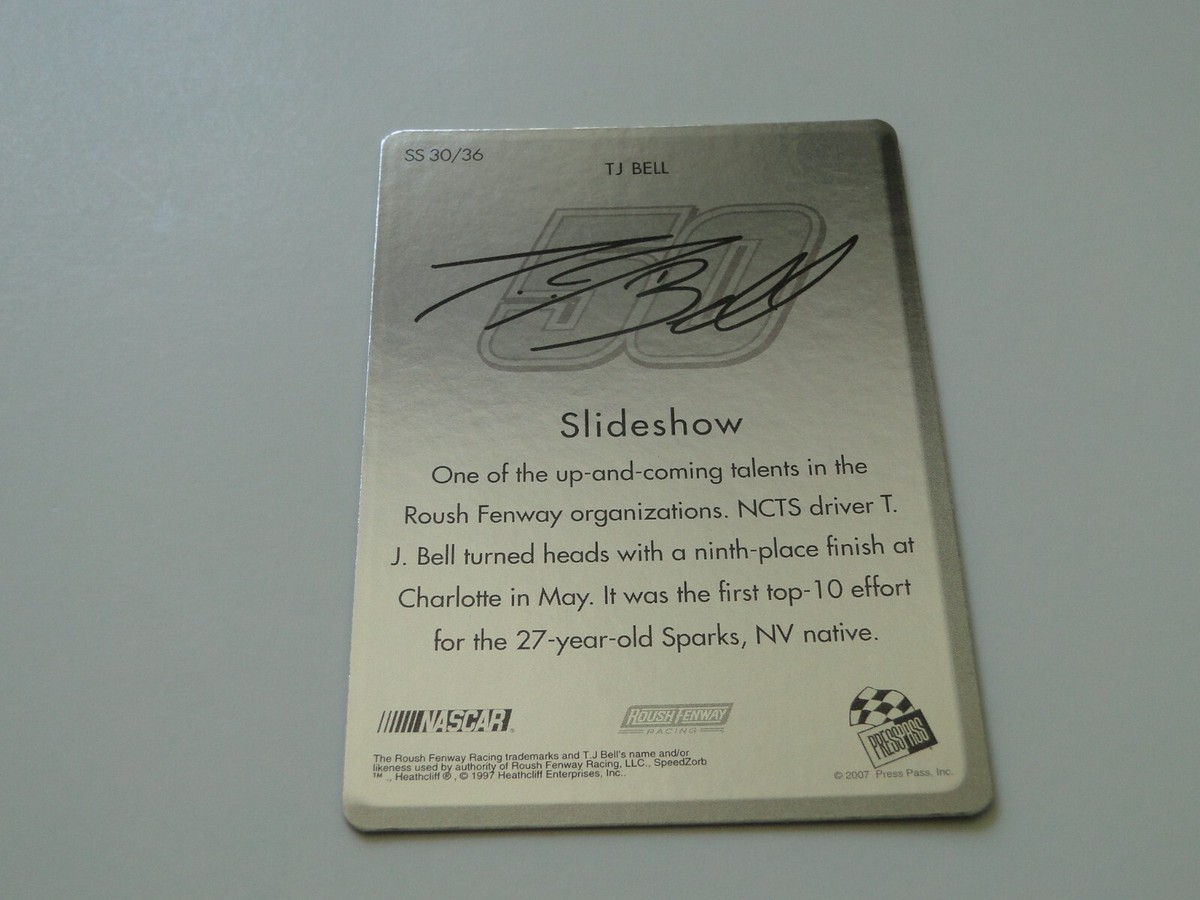 SS 30/36
TJ BELL
50
T.J. Bell
Slideshow
One of the up-and-coming talents in the
Roush Fenway organizations. NCTS driver T.
J. Bell turned heads with a ninth-place finish at
Charlotte in May. It was the first top-10 effort
for the 27-year-old Sparks, NV native.
NASCAR
ROUSH FENWAY
RACING
PRESS PASS
The Roush Fenway Racing trademarks and T.J Bell's name and/or
likeness used by authority of Roush Fenway Racing, LLC., SpeedZorb
™ ., Heathcliff ® , © 1997 Heathcliff Enterprises, Inc..
© 2007 Press Pass, Inc.